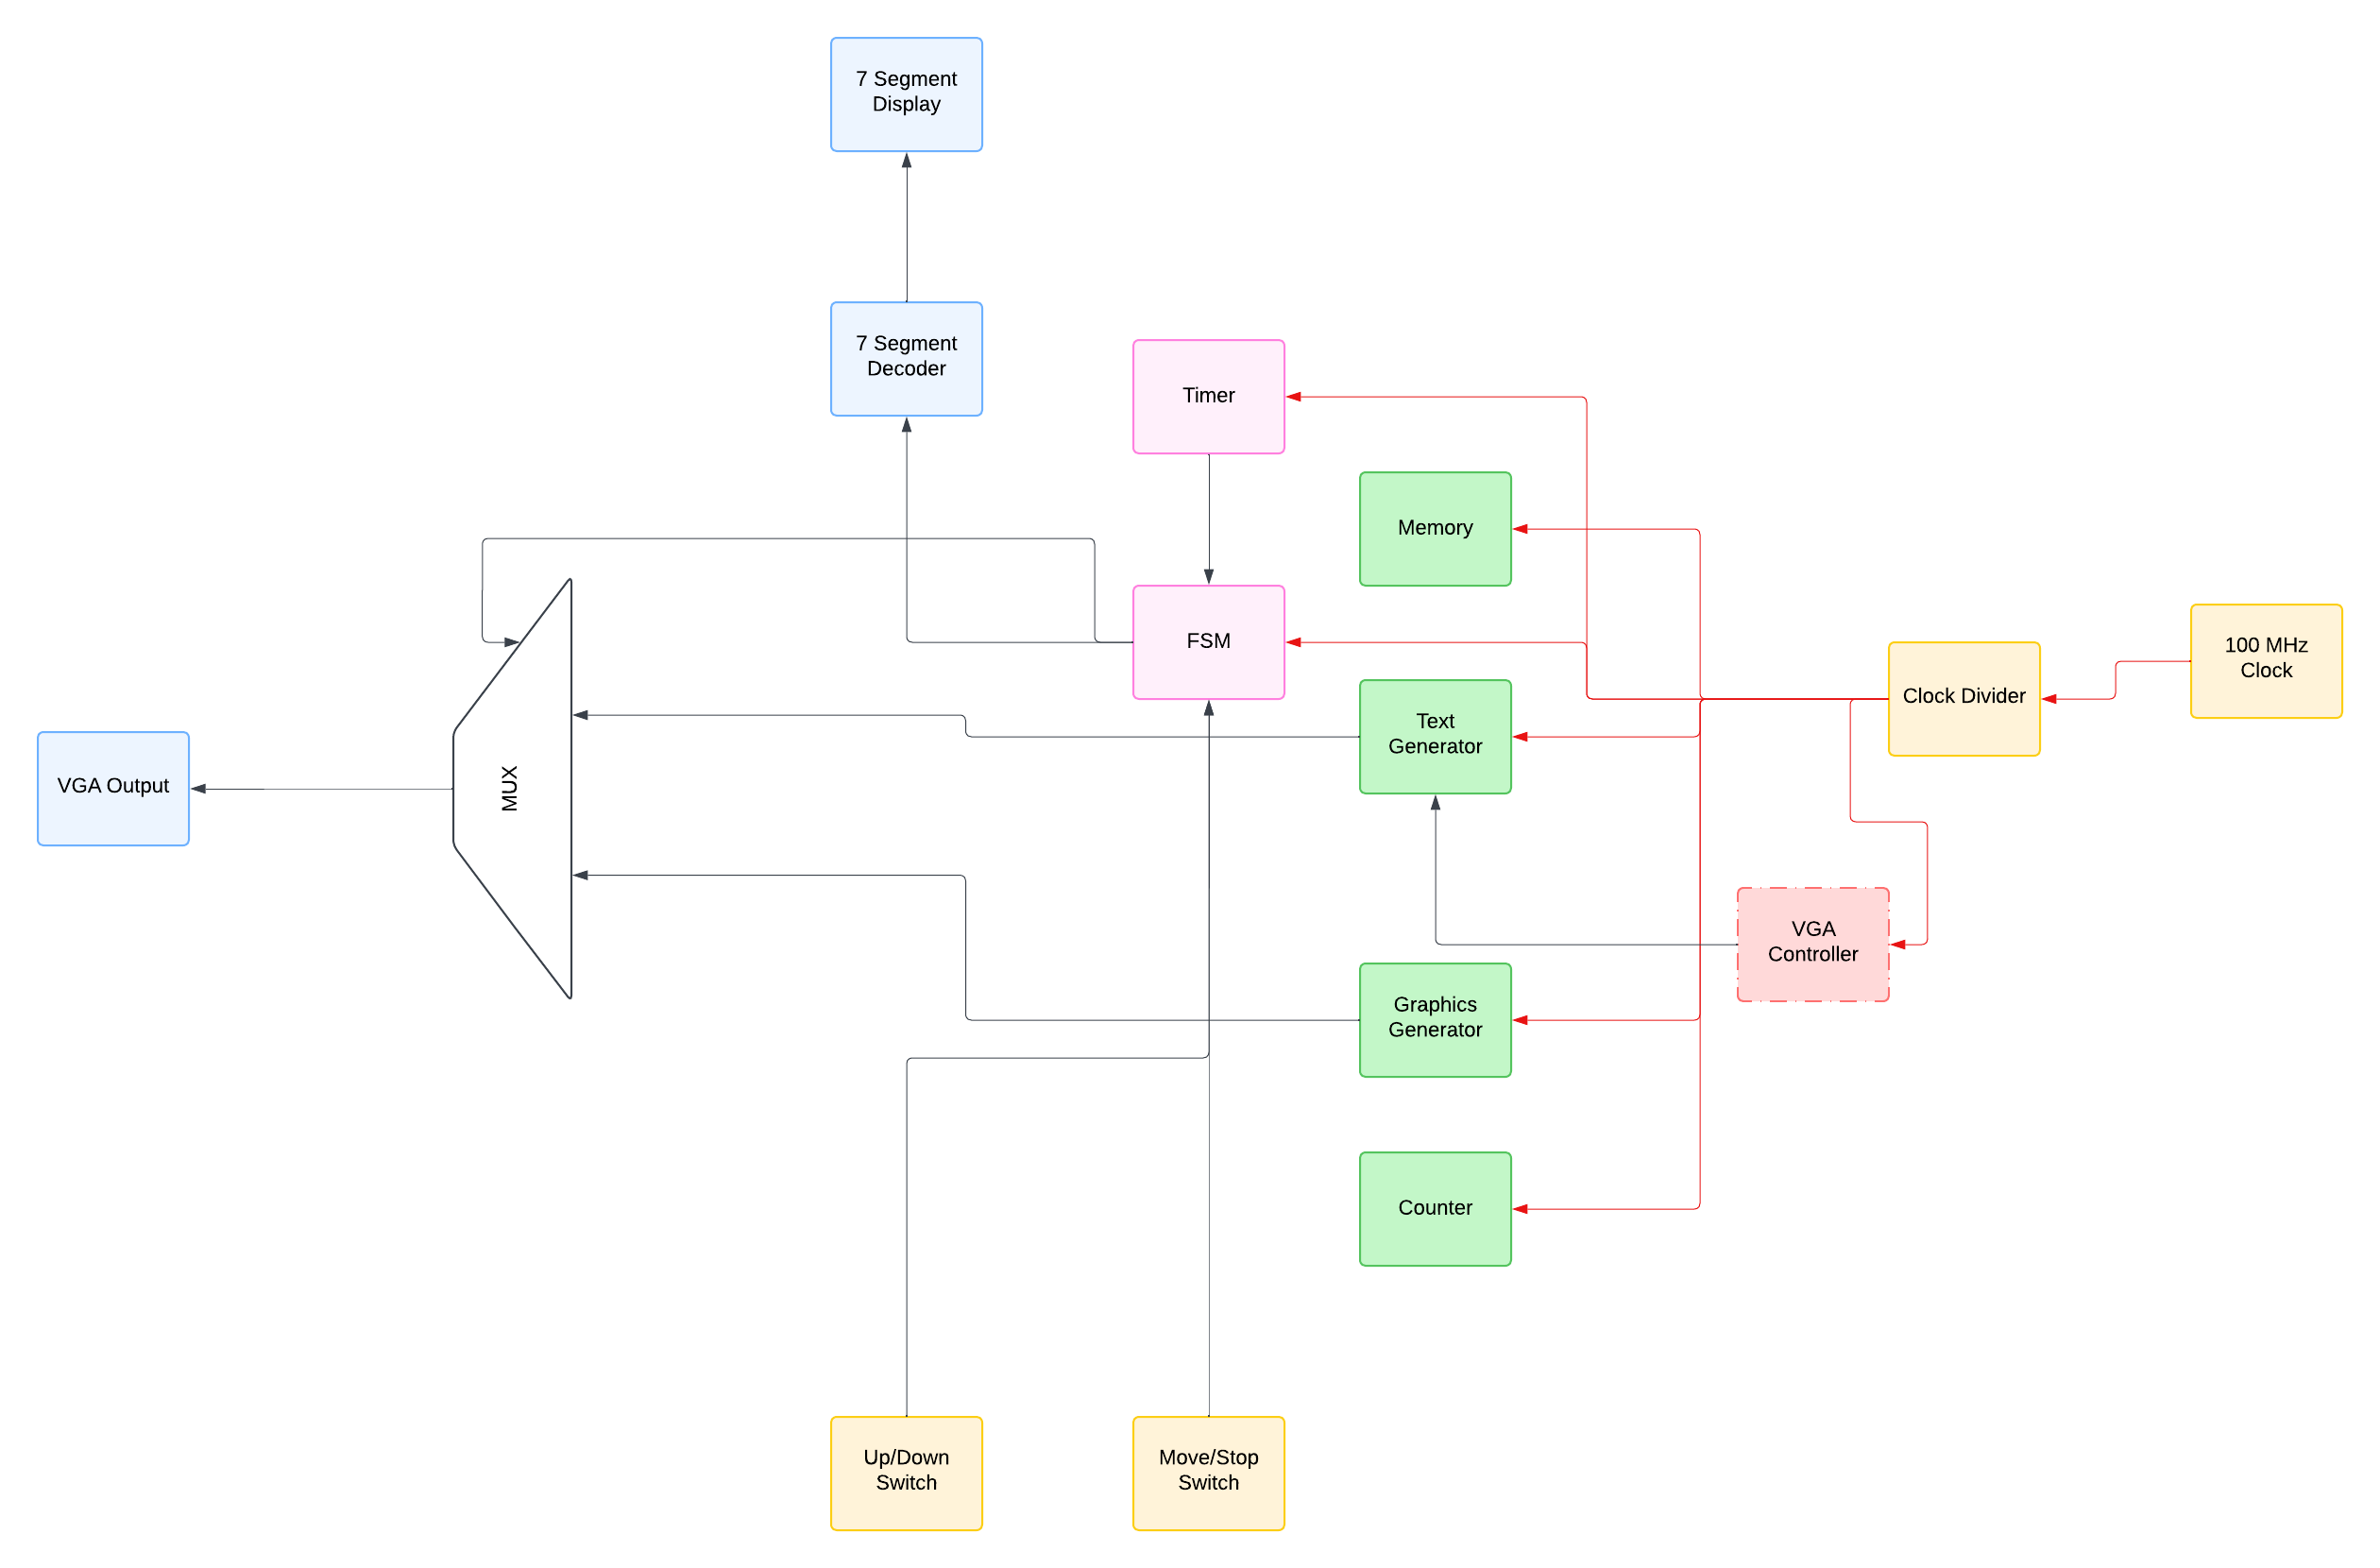 7 Segment
Display
7 Segment
Decoder
Timer
Memory
FSM
100 MHz
Clock
Clock Divider
Text
Generator
VGA Output
MUX
VGA
Controller
Graphics
Generator
Counter
Up/Down
Switch
Move/Stop
Switch